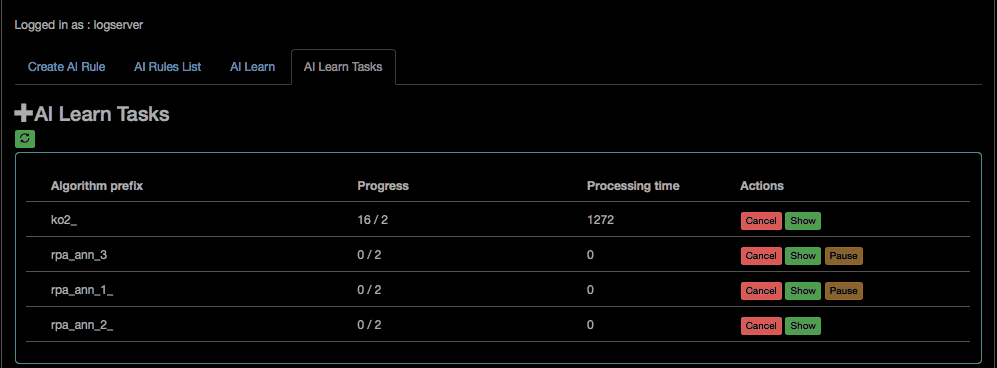 Logged in as : logserver
Create AI Rule AI Rules List AI Learn AI Learn Tasks
AI Learn Tasks
Algorithm prefix Progress Processing time Actions
ko2_ 16 / 2 1272 Cancel Show
rpa_ann_3 0 / 2 0 Cancel Show Pause
rpa_ann_1_ 0 / 2 0 Cancel Show Pause
rpa_ann_2_ 0 / 2 0 Cancel Show